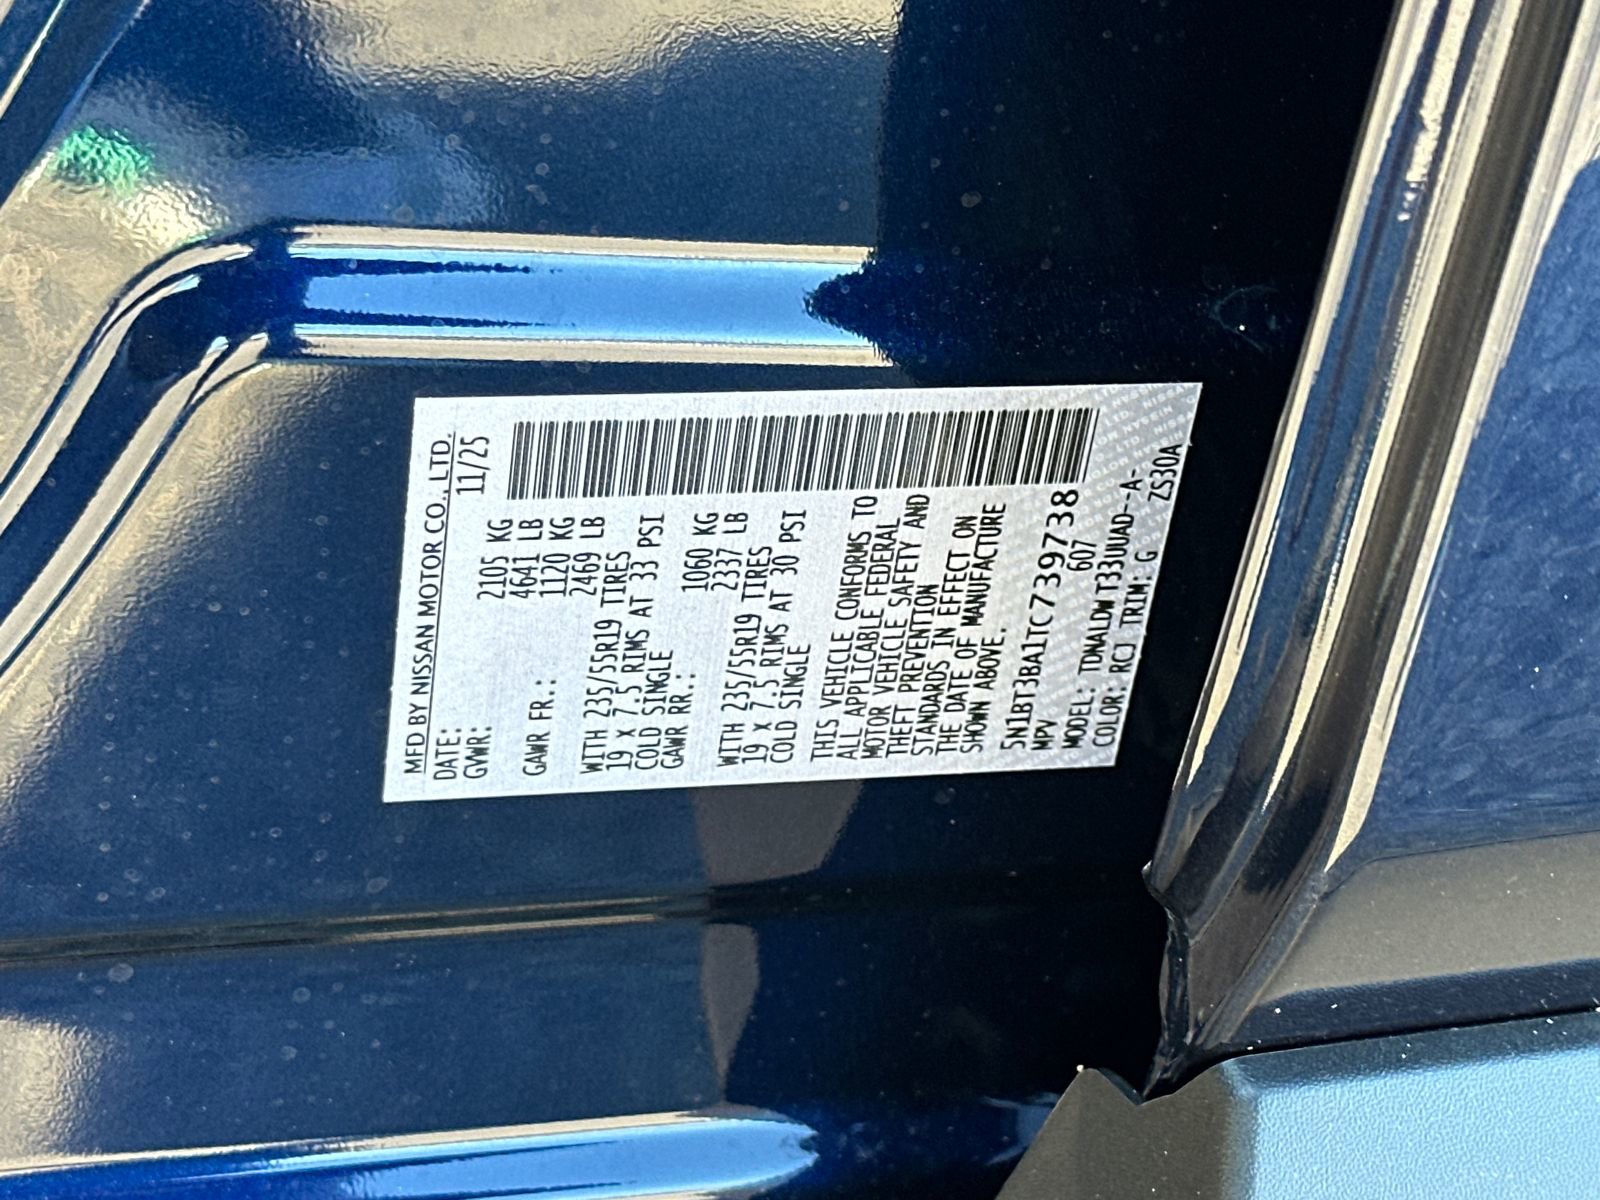 MFD BY NISSAN MOTOR CO., LTD.
DATE: 11/25
GVWR: 2105 KG
4641 LB
GAWR FR.: 1120 KG
2469 LB
WITH 235/55R19 TIRES
19 X 7.5 RIMS AT 33 PSI
COLD SINGLE
GAWR RR.: 1060 KG
2337 LB
WITH 235/55R19 TIRES
19 X 7.5 RIMS AT 30 PSI
COLD SINGLE
THIS VEHICLE CONFORMS TO
ALL APPLICABLE FEDERAL
MOTOR VEHICLE SAFETY AND
THEFT PREVENTION
STANDARDS IN EFFECT ON
THE DATE OF MANUFACTURE
SHOWN ABOVE.
5N1BT3BA1TC739738
MPV 607
MODEL: TDNALDWT33UUAD--A-
COLOR: RCJ TRIM: G ZS30A